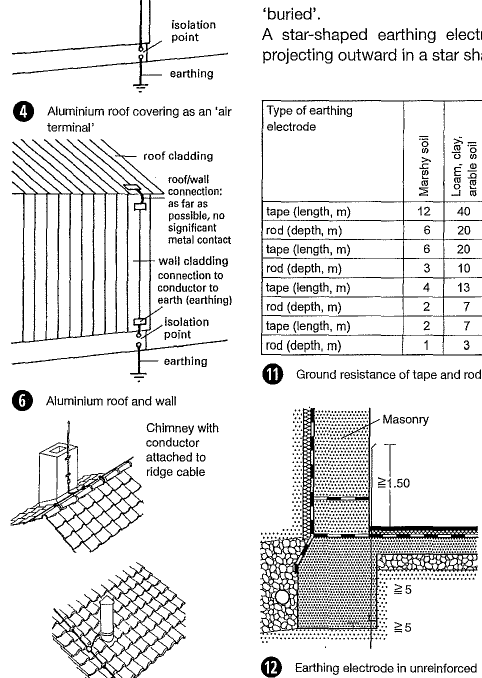 isolation
point
earthing
4 Aluminium roof covering as an 'air
terminal'
roof cladding
roof/wall
connection:
as far as
possible, no
significant
metal contact
wall cladding
connection to
conductor to
earth (earthing)
isolation
point
earthing
6 Aluminium roof and wall
Chimney with
conductor
attached to
ridge cable
'buried'.
A star-shaped earthing electr
projecting outward in a star sha
Type of earthing
electrode
Marshy soil
Loam, clay,
arable soil
tape (length, m) 12 40
rod (depth, m) 6 20
tape (length, m) 6 20
rod (depth, m) 3 10
tape (length, m) 4 13
rod (depth, m) 2 7
tape (length, m) 2 7
rod (depth, m) 1 3
11 Ground resistance of tape and rod
Masonry
≧1.50
≧5
≧5
12 Earthing electrode in unreinforced